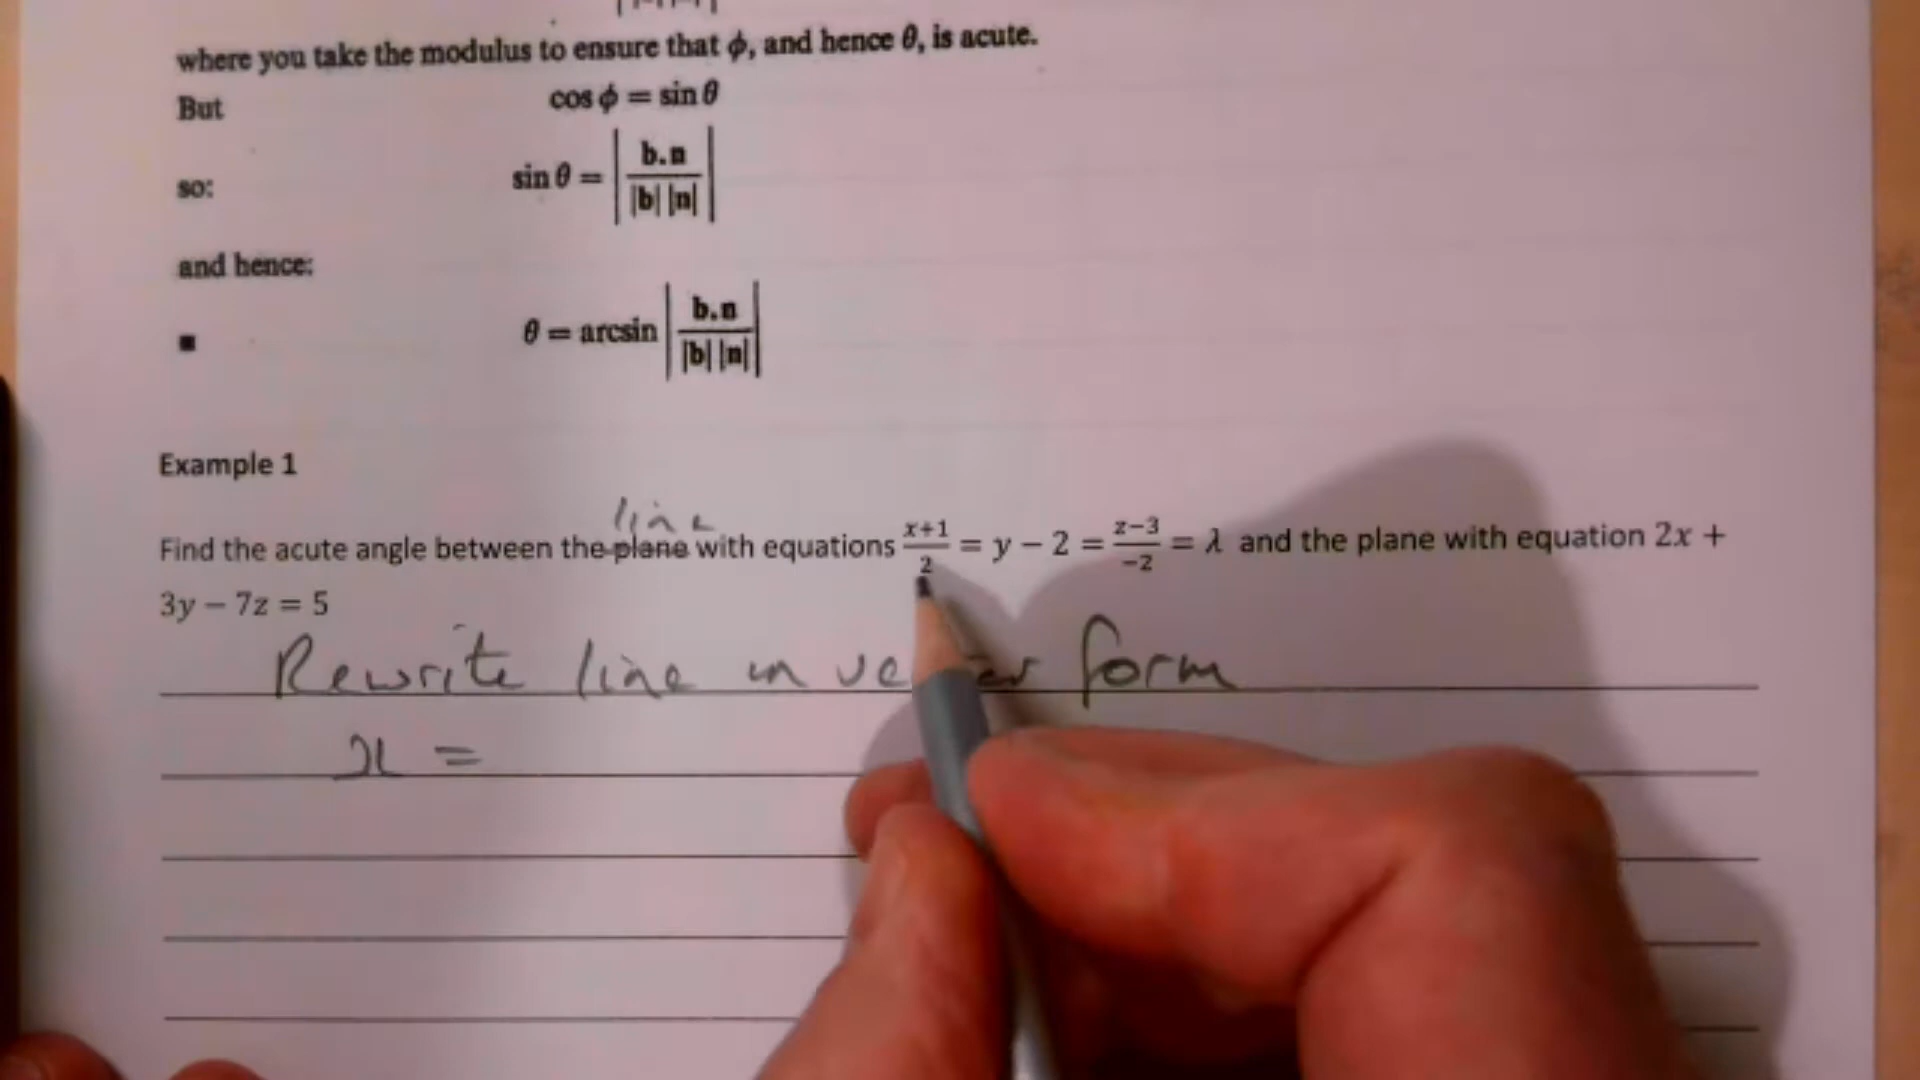 where you take the modulus to ensure that ϕ, and hence θ, is acute.
But cos ϕ = sin θ
so: sin θ = | b.n / |b| |n| |
and hence:
■ θ = arcsin | b.n / |b| |n| |
Example 1
line
Find the acute angle between the plane with equations x+1/2 = y − 2 = z−3/−2 = λ and the plane with equation 2x +
3y − 7z = 5
Rewrite line in form
x =